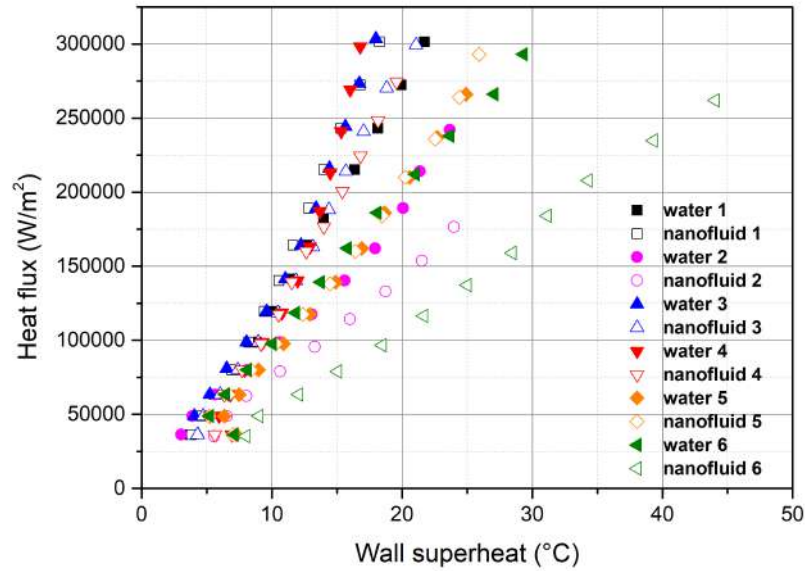 Heat flux (W/m²)
300000
250000
200000
150000
100000
50000
0
water 1
nanofluid 1
water 2
nanofluid 2
water 3
nanofluid 3
water 4
nanofluid 4
water 5
nanofluid 5
water 6
nanofluid 6
0 10 20 30 40 50
Wall superheat (°C)